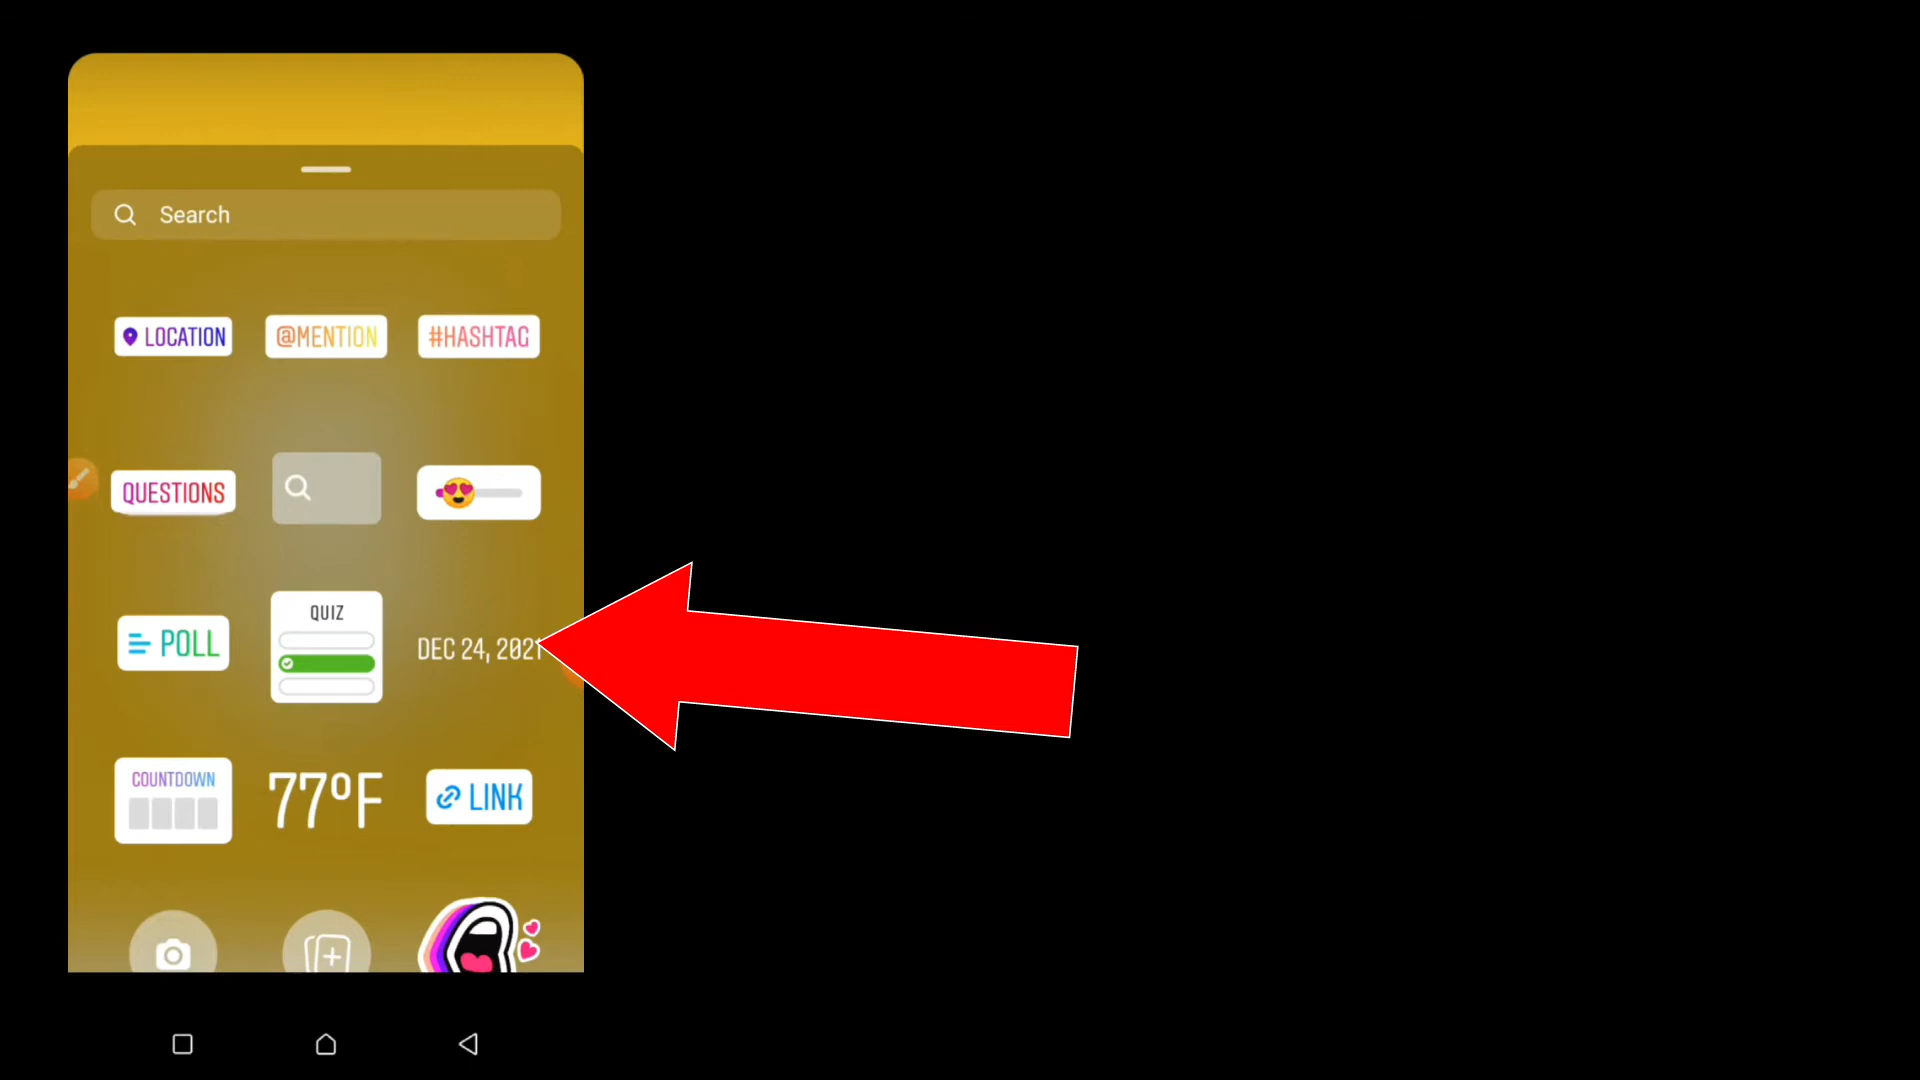 Search
LOCATION
@MENTION
#HASHTAG
QUESTIONS
POLL
QUIZ
DEC 24, 2021
COUNTDOWN
77°F
LINK